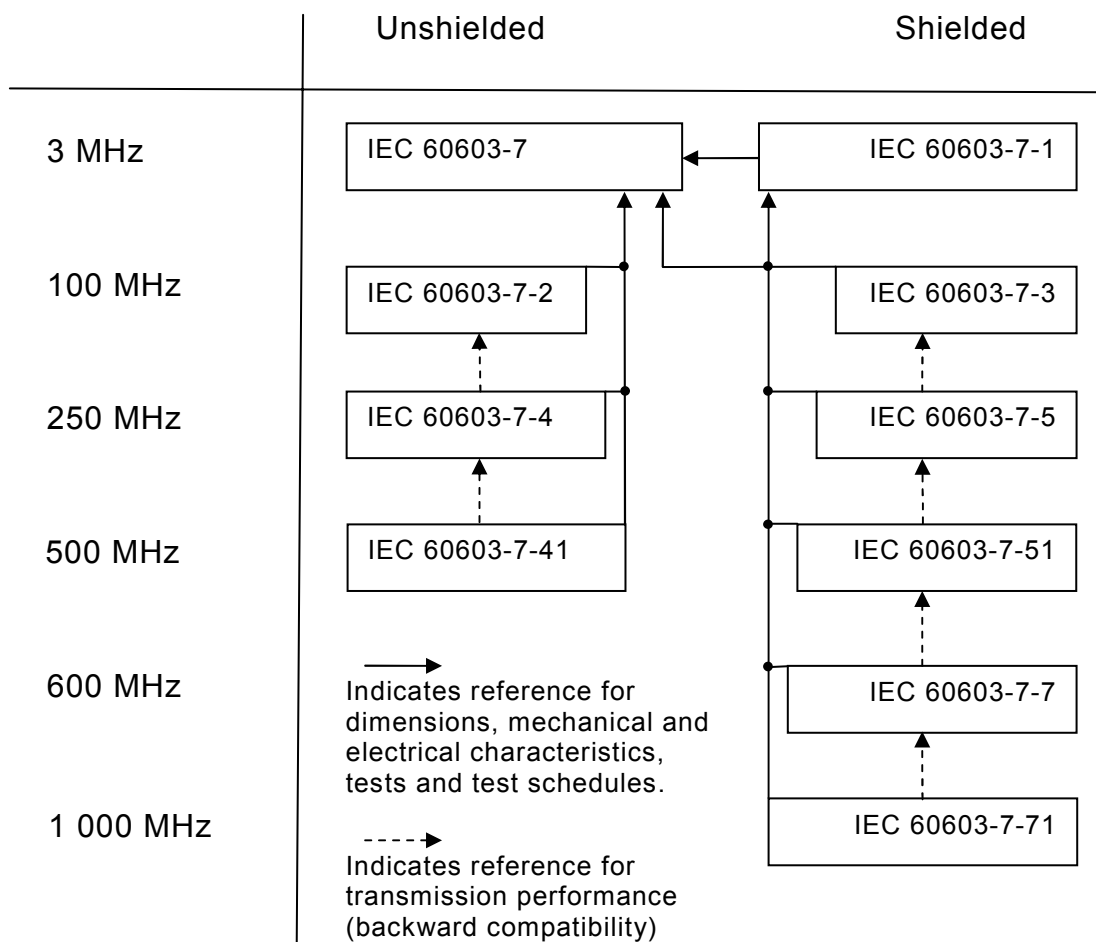 Unshielded Shielded
3 MHz IEC 60603-7 IEC 60603-7-1
100 MHz IEC 60603-7-2 IEC 60603-7-3
250 MHz IEC 60603-7-4 IEC 60603-7-5
500 MHz IEC 60603-7-41 IEC 60603-7-51
600 MHz IEC 60603-7-7
1 000 MHz IEC 60603-7-71
Indicates reference for
dimensions, mechanical and
electrical characteristics,
tests and test schedules.
Indicates reference for
transmission performance
(backward compatibility)